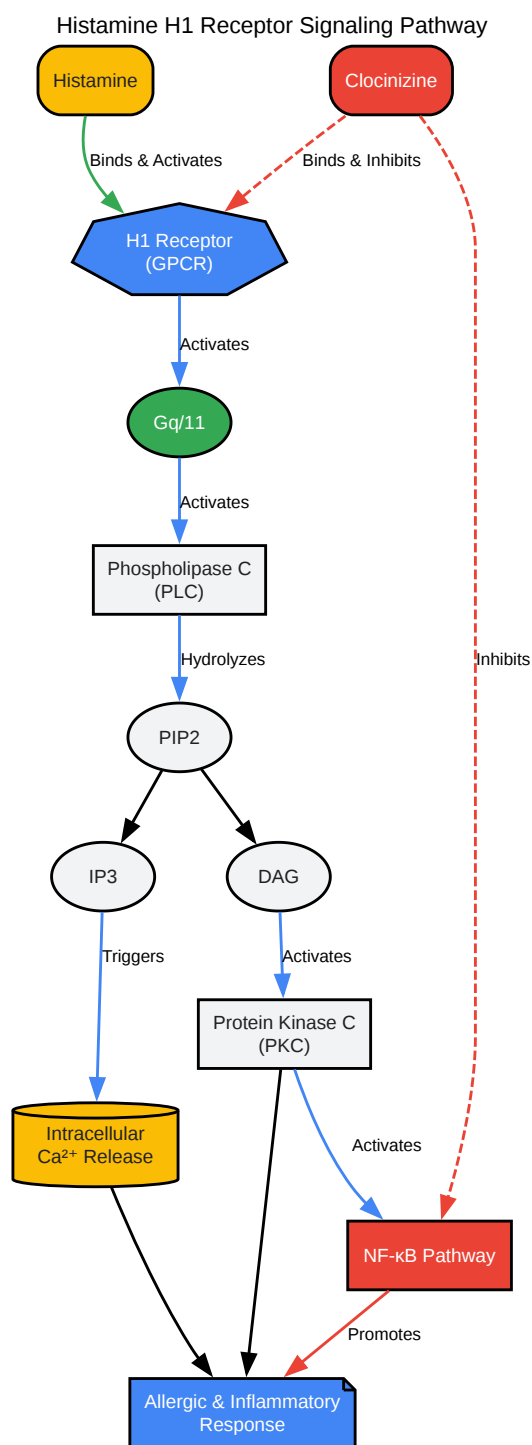 Histamine H1 Receptor Signaling Pathway
Histamine
Clocinizine
Binds & Activates
Binds & Inhibits
H1 Receptor
(GPCR)
Activates
Gq/11
Activates
Phospholipase C
(PLC)
Hydrolyzes
Inhibits
PIP2
IP3
DAG
Triggers
Activates
Protein Kinase C
(PKC)
Intracellular
Ca²⁺ Release
Activates
NF-κB Pathway
Promotes
Allergic & Inflammatory
Response